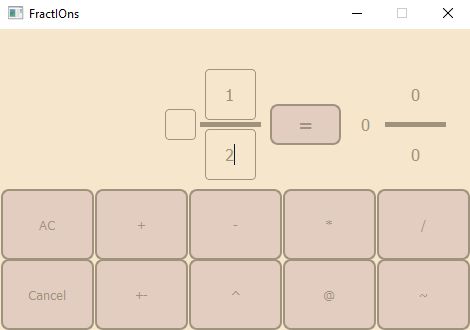 FractIOns
1
2
=
0
0
0
AC + - * /
Cancel +- ^ @ ~